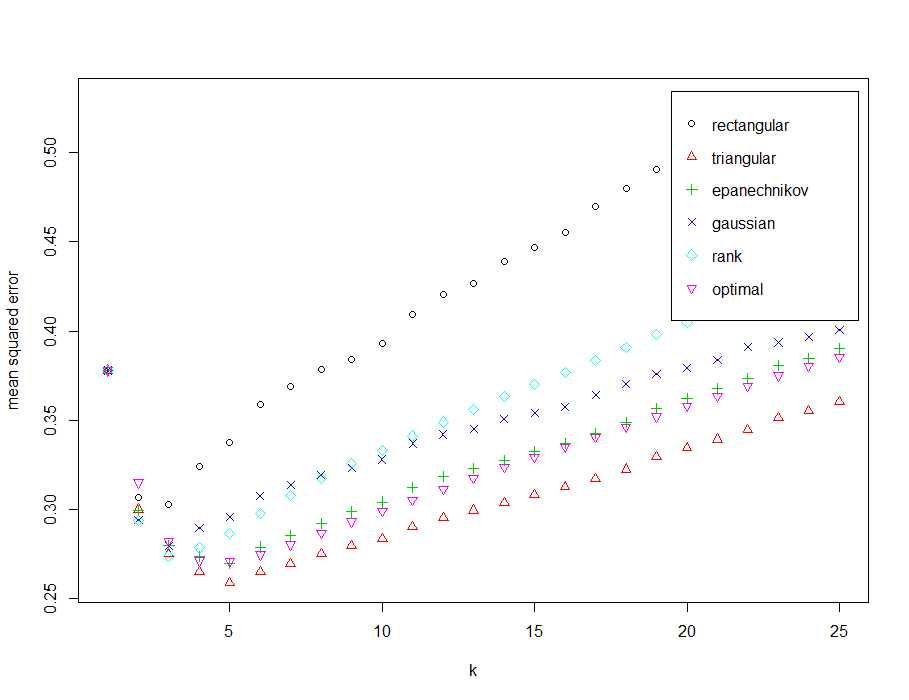 mean squared error
0.50
0.45
0.40
0.35
0.30
0.25
rectangular
triangular
epanechnikov
gaussian
rank
optimal
5 10 15 20 25
k